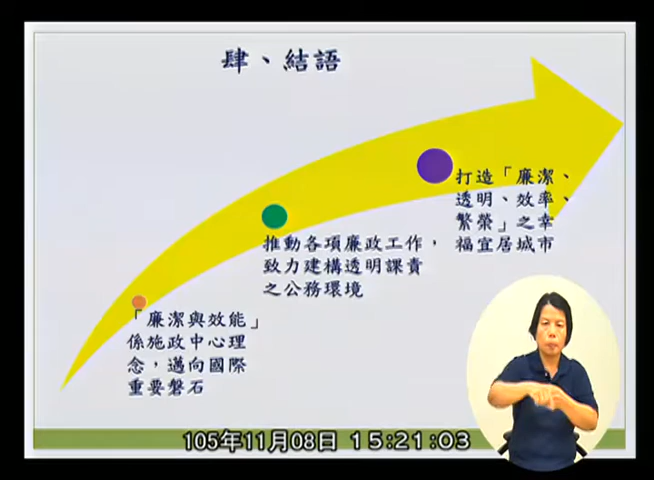 肆、結語
打造「廉潔、
透明、效率、
繁榮」之幸
福宜居城市
推動各項廉政工作，
致力建構透明課責
之公務環境
「廉潔與效能」
係施政中心理
念，邁向國際
重要磐石
105年11月08日 15:21:03